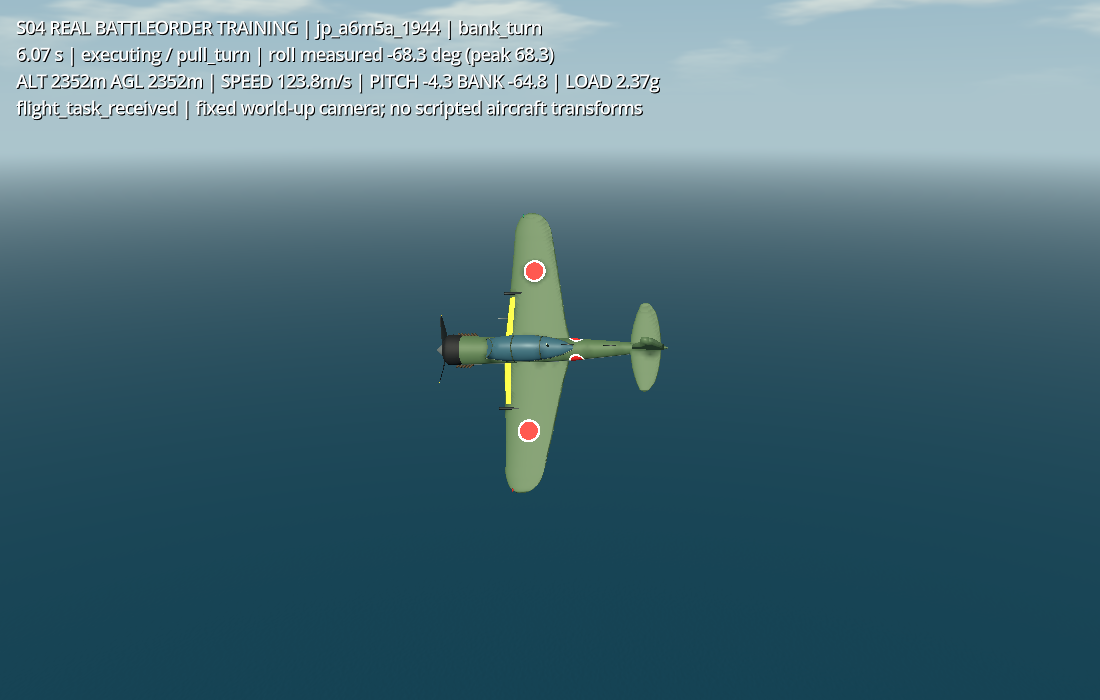 S04 REAL BATTLEORDER TRAINING | jp_a6m5a_1944 | bank_turn
6.07 s | executing / pull_turn | roll measured -68.3 deg (peak 68.3)
ALT 2352m AGL 2352m | SPEED 123.8m/s | PITCH -4.3 BANK -64.8 | LOAD 2.37g
flight_task_received | fixed world-up camera; no scripted aircraft transforms